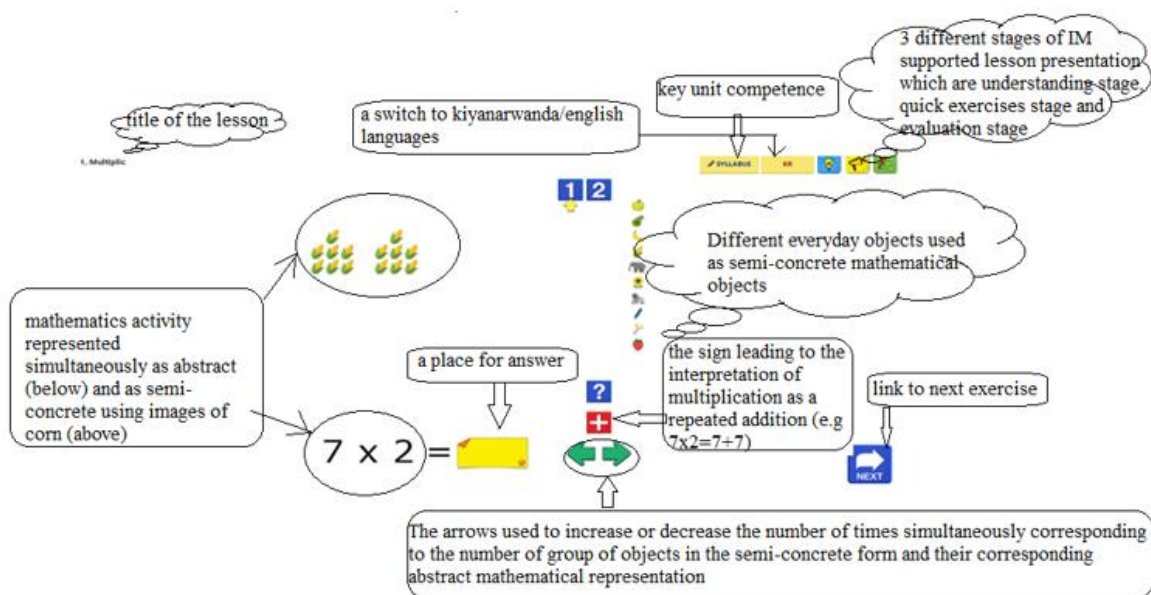 3 different stages of IM
supported lesson presentation
which are understanding stage,
quick exercises stage and
evaluation stage
key unit competence
a switch to kiyanarwanda/english
languages
title of the lesson
1. Multiplic
SYLLABUS
1 2
Different everyday objects used
as semi-concrete mathematical
objects
mathematics activity
represented
simultaneously as abstract
(below) and as semi-
concrete using images of
corn (above)
a place for answer
the sign leading to the
interpretation of
multiplication as a
repeated addition (e.g
7x2=7+7)
link to next exercise
?
+
7 x 2 =
NEXT
The arrows used to increase or decrease the number of times simultaneously corresponding
to the number of group of objects in the semi-concrete form and their corresponding
abstract mathematical representation